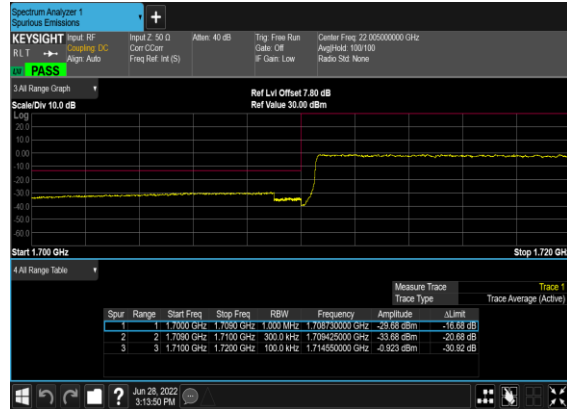 Spectrum Analyzer 1
Spurious Emissions
+
KEYSIGHT Input: RF Input Z: 50 Ω Atten: 40 dB Trig: Free Run Center Freq: 22.005000000 GHz
RLT Coupling: DC Corr CCorr Gate: Off Avg|Hold: 100/100
Align: Auto Freq Ref: Int (S) IF Gain: Low Radio Std: None
PASS
3 All Range Graph Ref Lvl Offset 7.80 dB
Scale/Div 10.0 dB Ref Value 30.00 dBm
Log
20.0
10.0
0.00
-10.0
-20.0
-30.0
-40.0
-50.0
-60.0
Start 1.700 GHz Stop 1.720 GH
4 All Range Table
Measure Trace Trace 1
Trace Type Trace Average (Active)
Spur Range Start Freq Stop Freq RBW Frequency Amplitude ΔLimit
1 1 1.7000 GHz 1.7090 GHz 1.000 MHz 1.708730000 GHz -29.68 dBm -16.68 dB
2 2 1.7090 GHz 1.7100 GHz 300.0 kHz 1.709425000 GHz -33.68 dBm -20.68 dB
3 3 1.7100 GHz 1.7200 GHz 100.0 kHz 1.714550000 GHz -0.923 dBm -30.92 dB
? Jun 28, 2022
3:13:50 PM